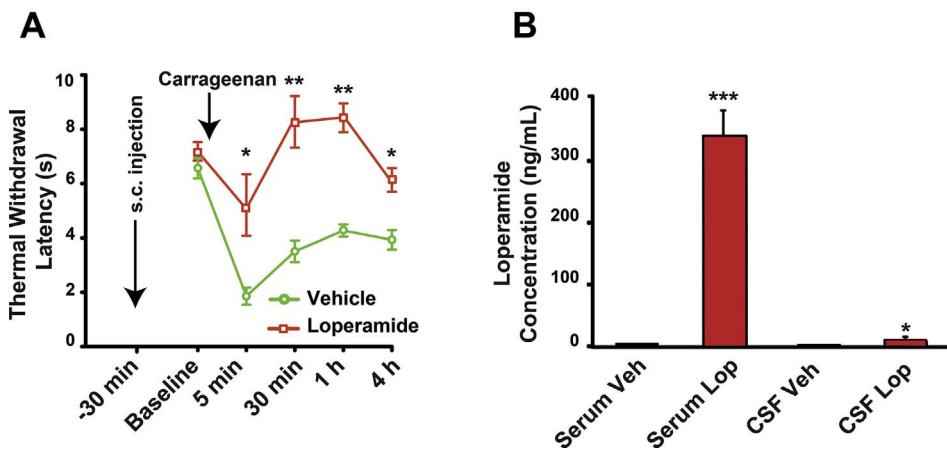 A
Carrageenan
s.c. injection
Thermal Withdrawal
Latency (s)
10
8
6
4
2
0
*
**
**
*
Vehicle
Loperamide
-30 min
Baseline
5 min
30 min
1 h
4 h
B
Loperamide
Concentration (ng/mL)
400
300
200
100
0
***
*
Serum Veh
Serum Lop
CSF Veh
CSF Lop